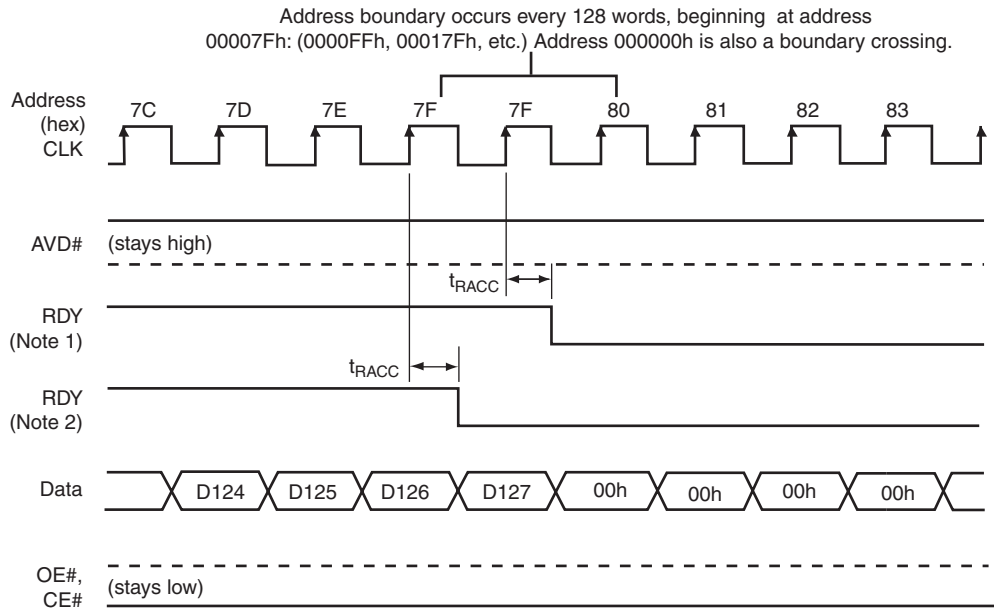 Address boundary occurs every 128 words, beginning at address
00007Fh: (0000FFh, 00017Fh, etc.) Address 000000h is also a boundary crossing.
Address
(hex)
CLK
7C 7D 7E 7F 7F 80 81 82 83
AVD# (stays high)
tRACC
RDY
(Note 1)
tRACC
RDY
(Note 2)
Data D124 D125 D126 D127 00h 00h 00h 00h
OE#,
CE#
(stays low)